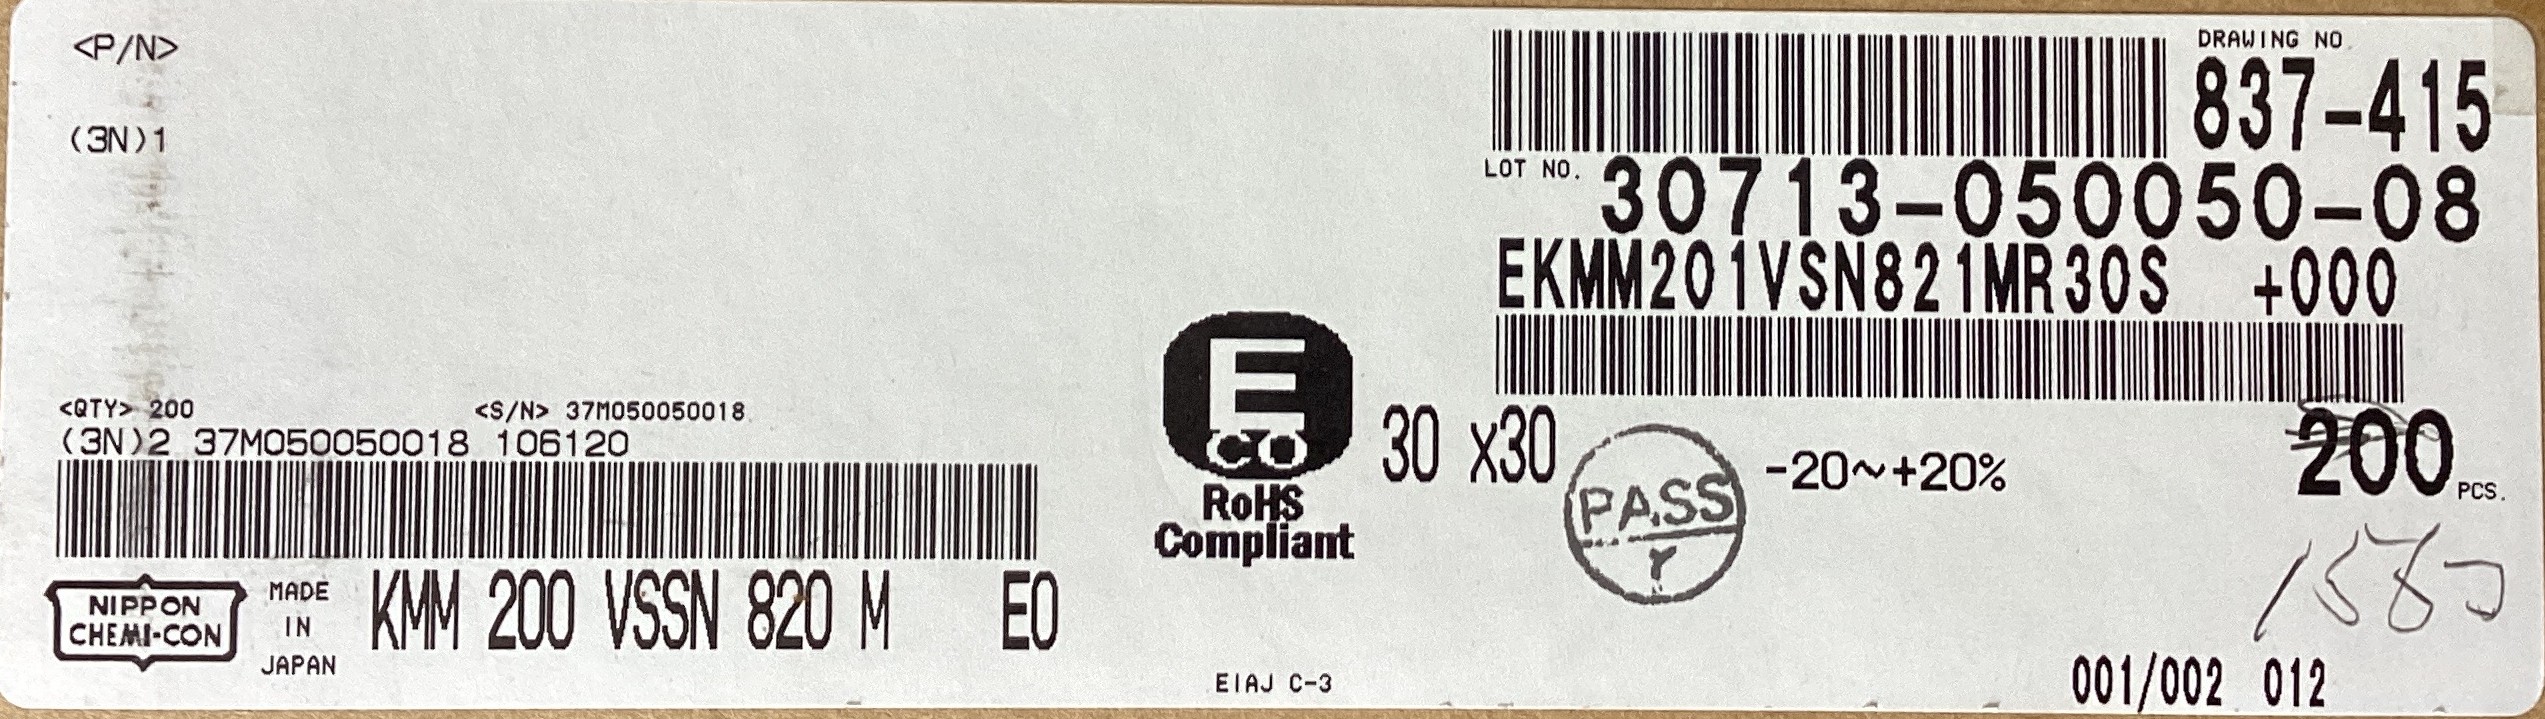 <P/N>
(3N)1
DRAWING NO.
837-415
LOT NO. 30713-050050-08
EKMM201VSN821MR30S +000
<QTY> 200 <S/N> 37M050050018
(3N)2 37M050050018 106120
E
CO
RoHS
Compliant
30 x30
PASS
Y
-20~+20%
200 PCS.
NIPPON
CHEMI-CON
MADE
IN
JAPAN
KMM 200 VSSN 820 M E0
EIAJ C-3
001/002 012